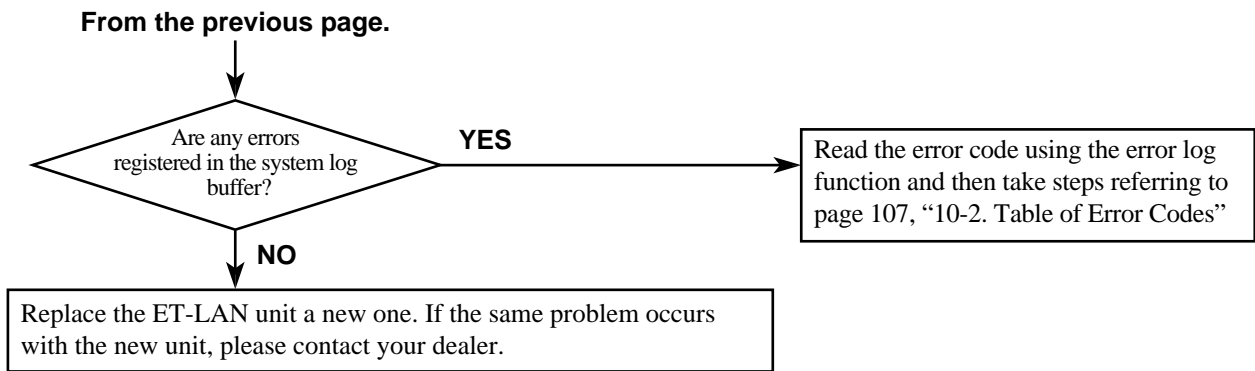 From the previous page.
Are any errors
registered in the system log
buffer?
YES
Read the error code using the error log
function and then take steps referring to
page 107, “10-2. Table of Error Codes”
NO
Replace the ET-LAN unit a new one. If the same problem occurs
with the new unit, please contact your dealer.